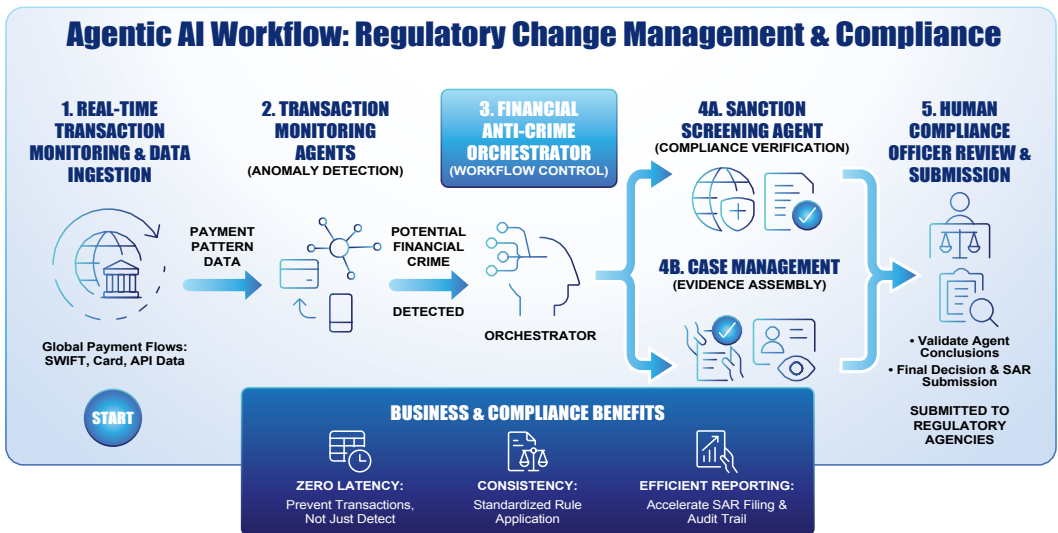 Agentic AI Workflow: Regulatory Change Management & Compliance
1. REAL-TIME
TRANSACTION
MONITORING & DATA
INGESTION
Global Payment Flows:
SWIFT, Card, API Data
START
PAYMENT
PATTERN
DATA
2. TRANSACTION
MONITORING
AGENTS
(ANOMALY DETECTION)
POTENTIAL
FINANCIAL
CRIME
DETECTED
3. FINANCIAL
ANTI-CRIME
ORCHESTRATOR
(WORKFLOW CONTROL)
ORCHESTRATOR
4A. SANCTION
SCREENING AGENT
(COMPLIANCE VERIFICATION)
4B. CASE MANAGEMENT
(EVIDENCE ASSEMBLY)
5. HUMAN
COMPLIANCE
OFFICER REVIEW &
SUBMISSION
• Validate Agent
Conclusions
• Final Decision & SAR
Submission
SUBMITTED TO
REGULATORY
AGENCIES
BUSINESS & COMPLIANCE BENEFITS
ZERO LATENCY:
Prevent Transactions,
Not Just Detect
CONSISTENCY:
Standardized Rule
Application
EFFICIENT REPORTING:
Accelerate SAR Filing &
Audit Trail